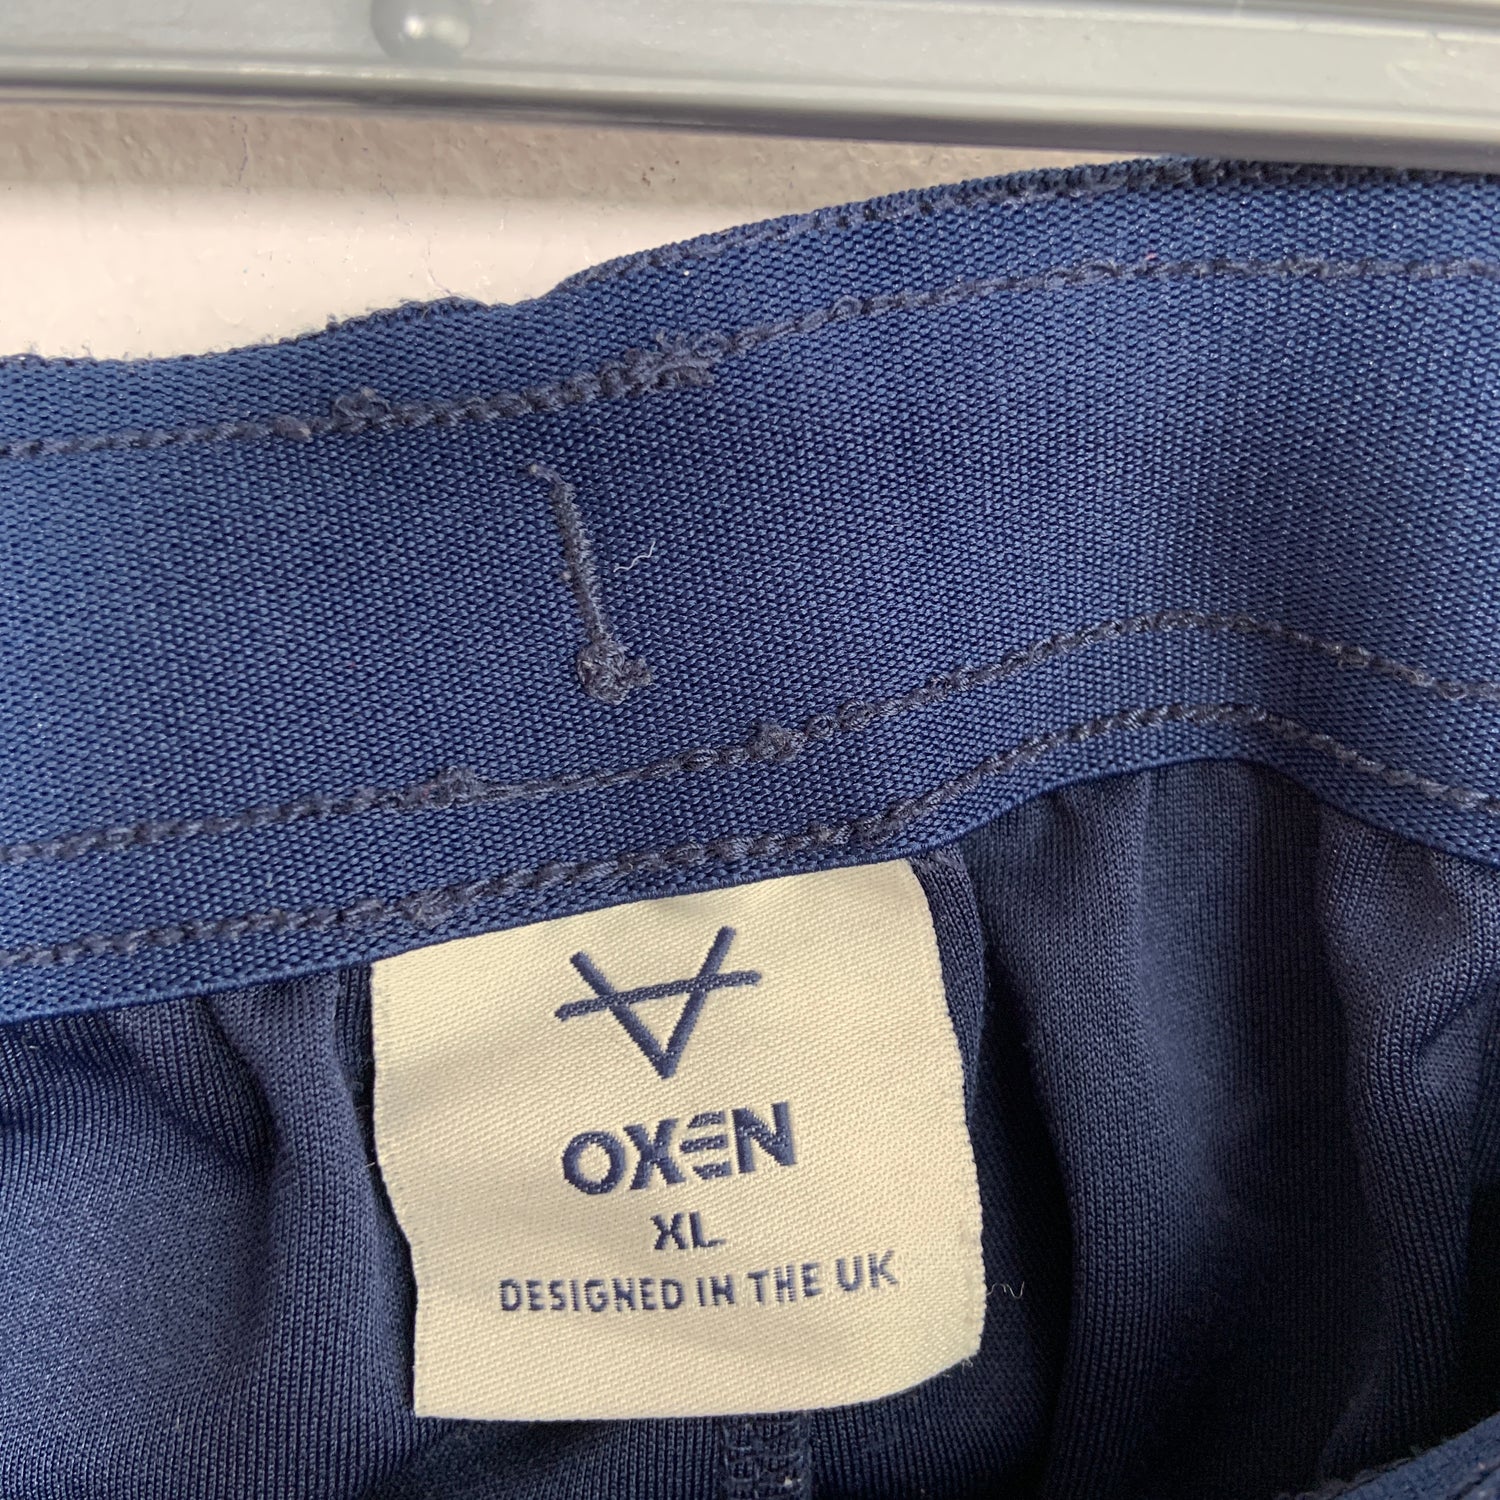 OXEN
XL
DESIGNED IN THE UK